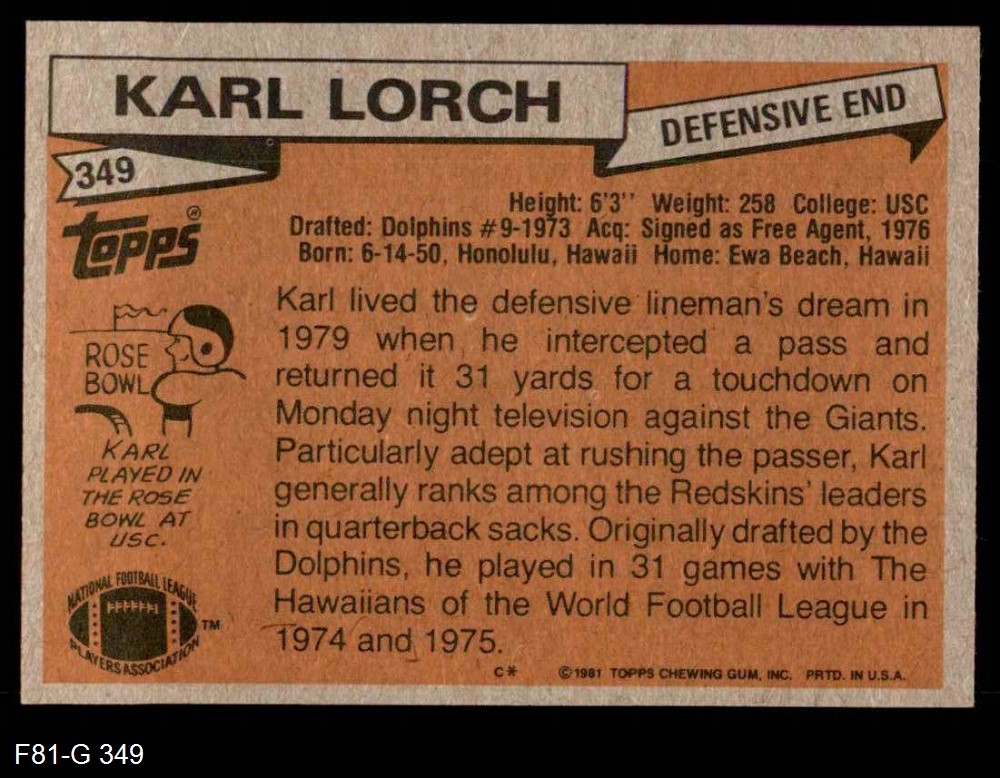 KARL LORCH
DEFENSIVE END
349
topps®
Height: 6'3" Weight: 258 College: USC
Drafted: Dolphins #9-1973 Acq: Signed as Free Agent, 1976
Born: 6-14-50, Honolulu, Hawaii Home: Ewa Beach, Hawaii
Karl lived the defensive lineman's dream in
1979 when he intercepted a pass and
returned it 31 yards for a touchdown on
Monday night television against the Giants.
Particularly adept at rushing the passer, Karl
generally ranks among the Redskins' leaders
in quarterback sacks. Originally drafted by the
Dolphins, he played in 31 games with The
Hawaiians of the World Football League in
1974 and 1975.
ROSE
BOWL
KARL
PLAYED IN
THE ROSE
BOWL AT
USC.
NATIONAL FOOTBALL LEAGUE
PLAYERS ASSOCIATION
TM
C* ©1981 TOPPS CHEWING GUM, INC. PRTD. IN U.S.A.
F81-G 349